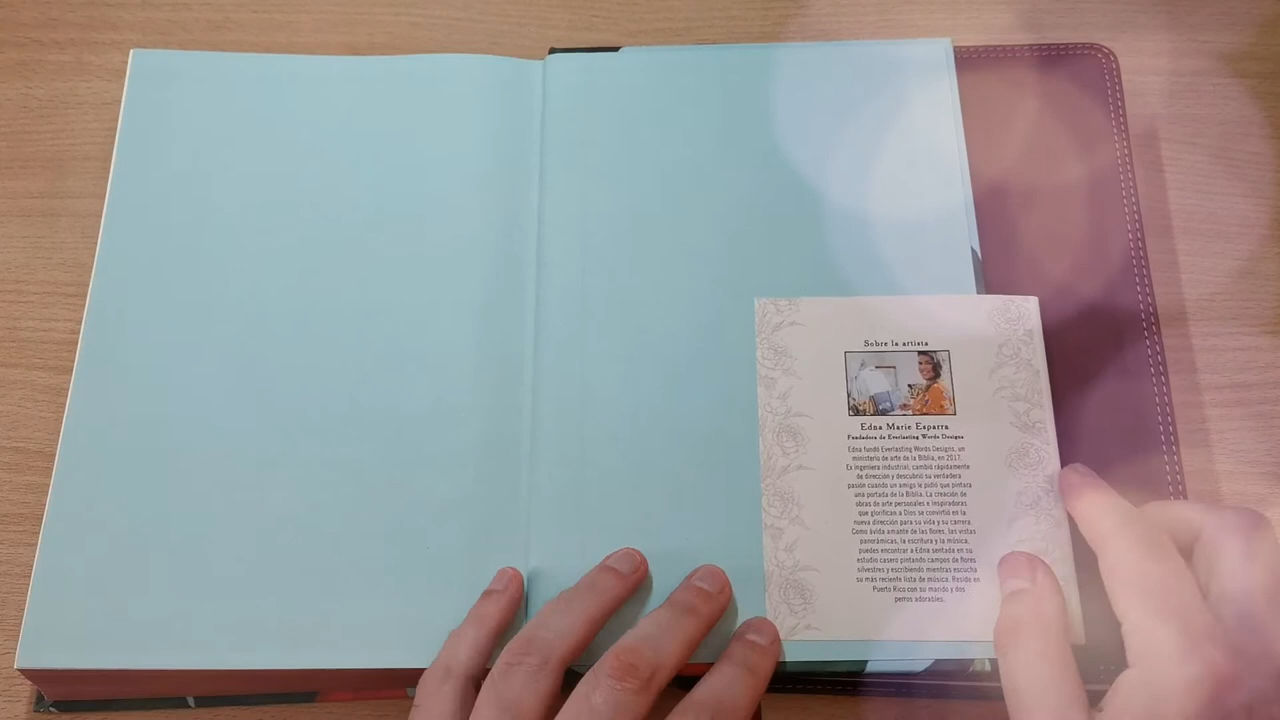 Sobre la artista
Edna Marie Esparra
Fundadora de Everlasting Words Designs
Edna fundó Everlasting Words Designs, un
ministerio de arte de la Biblia, en 2017.
Es ingeniera industrial; cambió rápidamente
de dirección y descubrió su verdadera
pasión cuando un amigo le pidió que pintara
una portada de la Biblia. La creación de
obras de arte personales e inspiradoras
que glorifican a Dios se convirtió en la
nueva dirección para su vida y su carrera.
Como ávida amante de las flores, las vistas
panorámicas, la escritura y la música,
puedes encontrar a Edna sentada en su
estudio casero pintando campos de flores
silvestres y escribiendo mientras escucha
su más reciente lista de música. Reside en
Puerto Rico con su marido y dos
perros adorables.